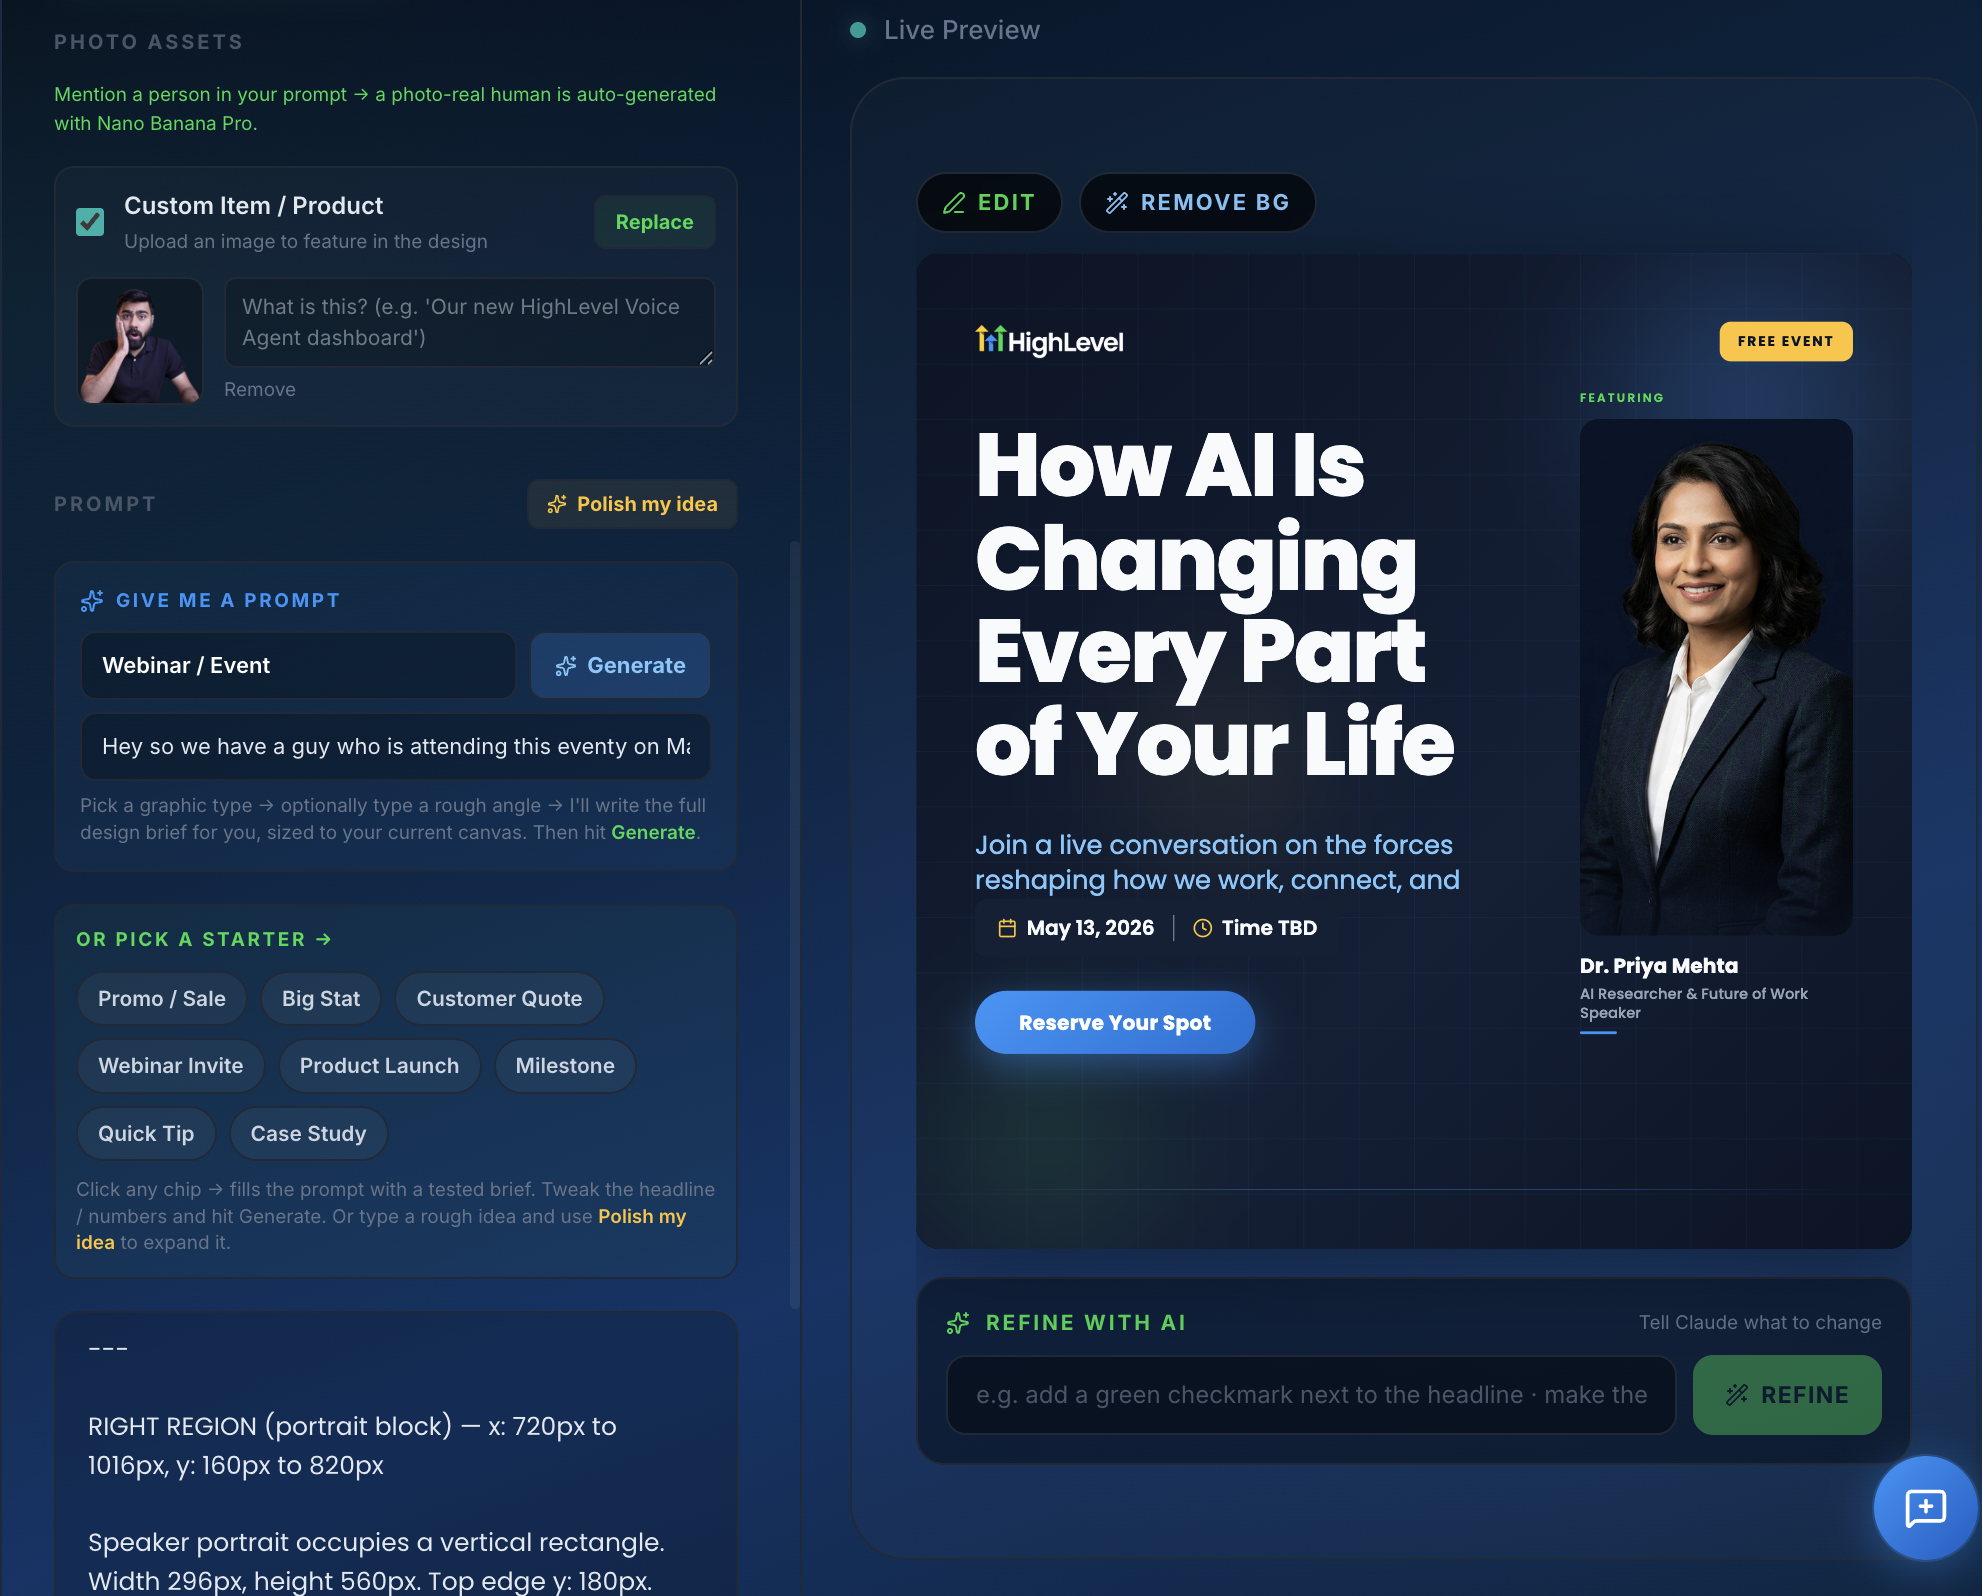 PHOTO ASSETS
Mention a person in your prompt → a photo-real human is auto-generated
with Nano Banana Pro.
Custom Item / Product
Upload an image to feature in the design
Replace
What is this? (e.g. 'Our new HighLevel Voice
Agent dashboard')
Remove
PROMPT
Polish my idea
GIVE ME A PROMPT
Webinar / Event
Generate
Hey so we have a guy who is attending this eventy on Ma
Pick a graphic type → optionally type a rough angle → I'll write the full
design brief for you, sized to your current canvas. Then hit Generate.
OR PICK A STARTER →
Promo / Sale
Big Stat
Customer Quote
Webinar Invite
Product Launch
Milestone
Quick Tip
Case Study
Click any chip → fills the prompt with a tested brief. Tweak the headline
/ numbers and hit Generate. Or type a rough idea and use Polish my
idea to expand it.
---
RIGHT REGION (portrait block) — x: 720px to
1016px, y: 160px to 820px
Speaker portrait occupies a vertical rectangle.
Width 296px, height 560px. Top edge y: 180px.
Live Preview
EDIT
REMOVE BG
HighLevel
FREE EVENT
How AI Is
Changing
Every Part
of Your Life
Join a live conversation on the forces
reshaping how we work, connect, and
May 13, 2026
Time TBD
Reserve Your Spot
FEATURING
Dr. Priya Mehta
AI Researcher & Future of Work
Speaker
REFINE WITH AI
Tell Claude what to change
e.g. add a green checkmark next to the headline · make the
REFINE